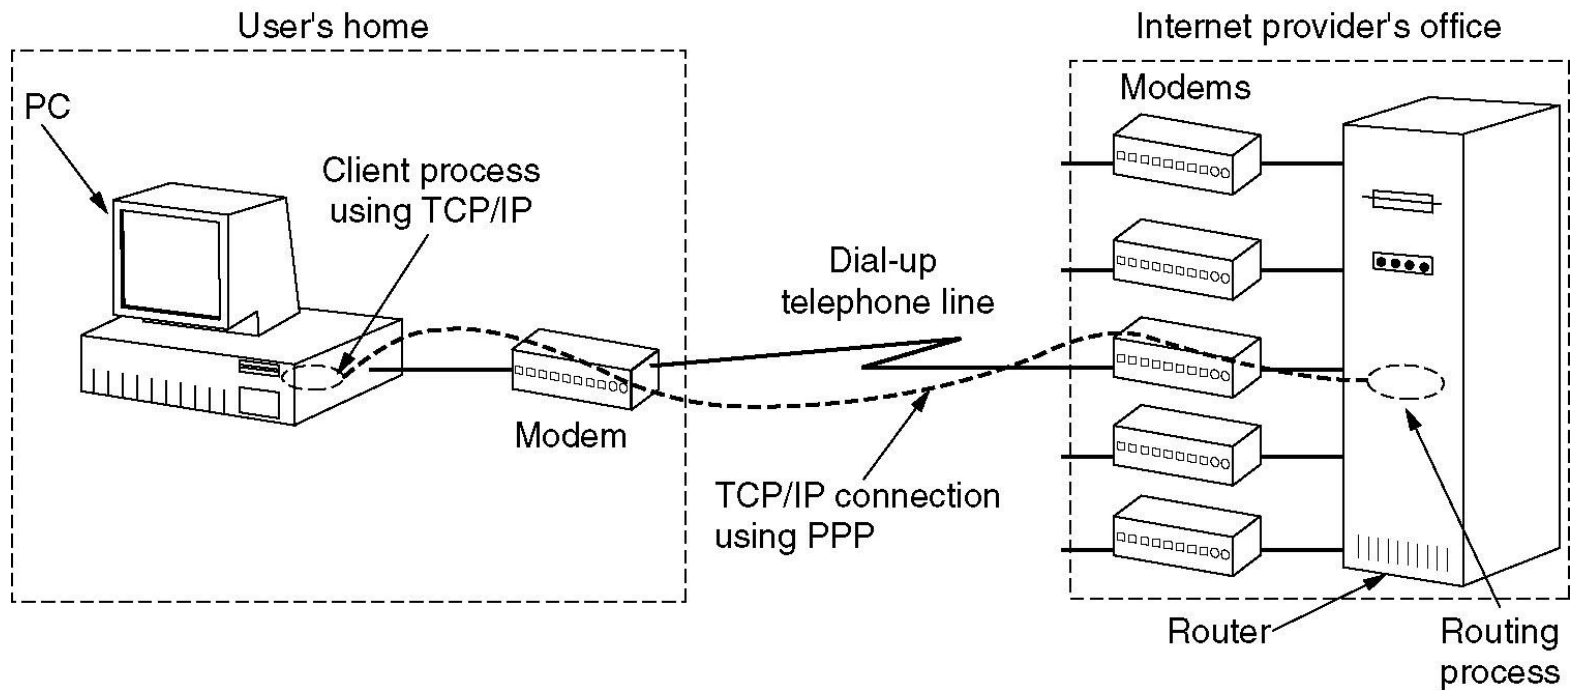 User's home
Internet provider's office
PC
Client process
using TCP/IP
Modems
Dial-up
telephone line
Modem
TCP/IP connection
using PPP
Router
Routing
process